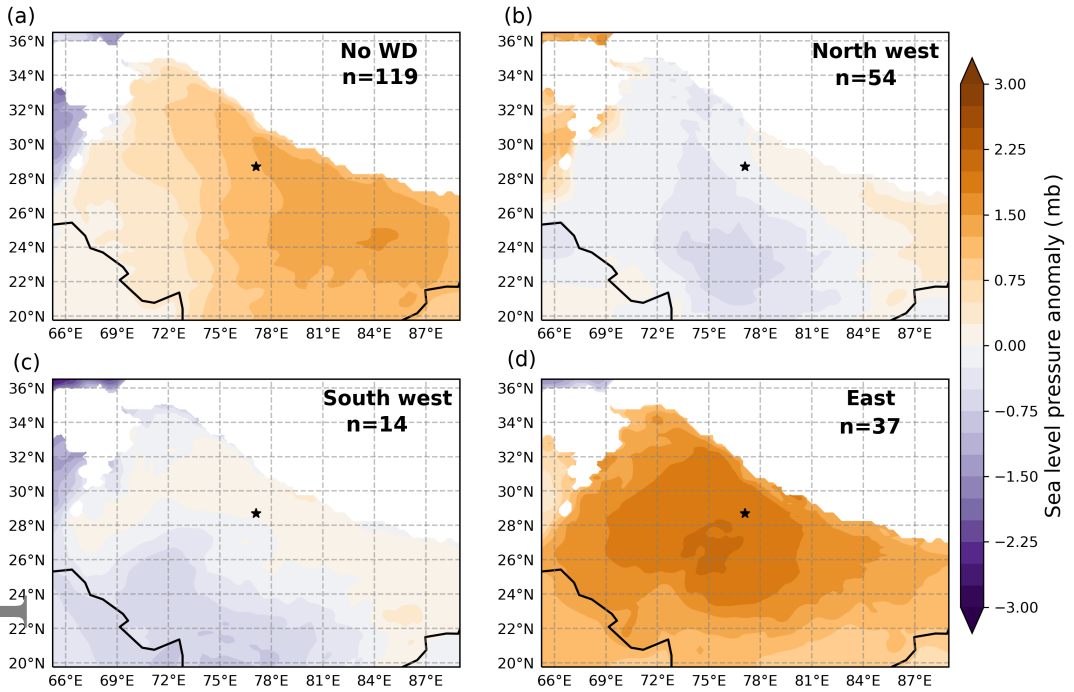 (a)
No WD
n=119
36°N
34°N
32°N
30°N
28°N
26°N
24°N
22°N
20°N
66°E 69°E 72°E 75°E 78°E 81°E 84°E 87°E
(b)
North west
n=54
36°N
34°N
32°N
30°N
28°N
26°N
24°N
22°N
20°N
66°E 69°E 72°E 75°E 78°E 81°E 84°E 87°E
(c)
South west
n=14
36°N
34°N
32°N
30°N
28°N
26°N
24°N
22°N
20°N
66°E 69°E 72°E 75°E 78°E 81°E 84°E 87°E
(d)
East
n=37
36°N
34°N
32°N
30°N
28°N
26°N
24°N
22°N
20°N
66°E 69°E 72°E 75°E 78°E 81°E 84°E 87°E
3.00
2.25
1.50
0.75
0.00
−0.75
−1.50
−2.25
−3.00
Sea level pressure anomaly (mb)